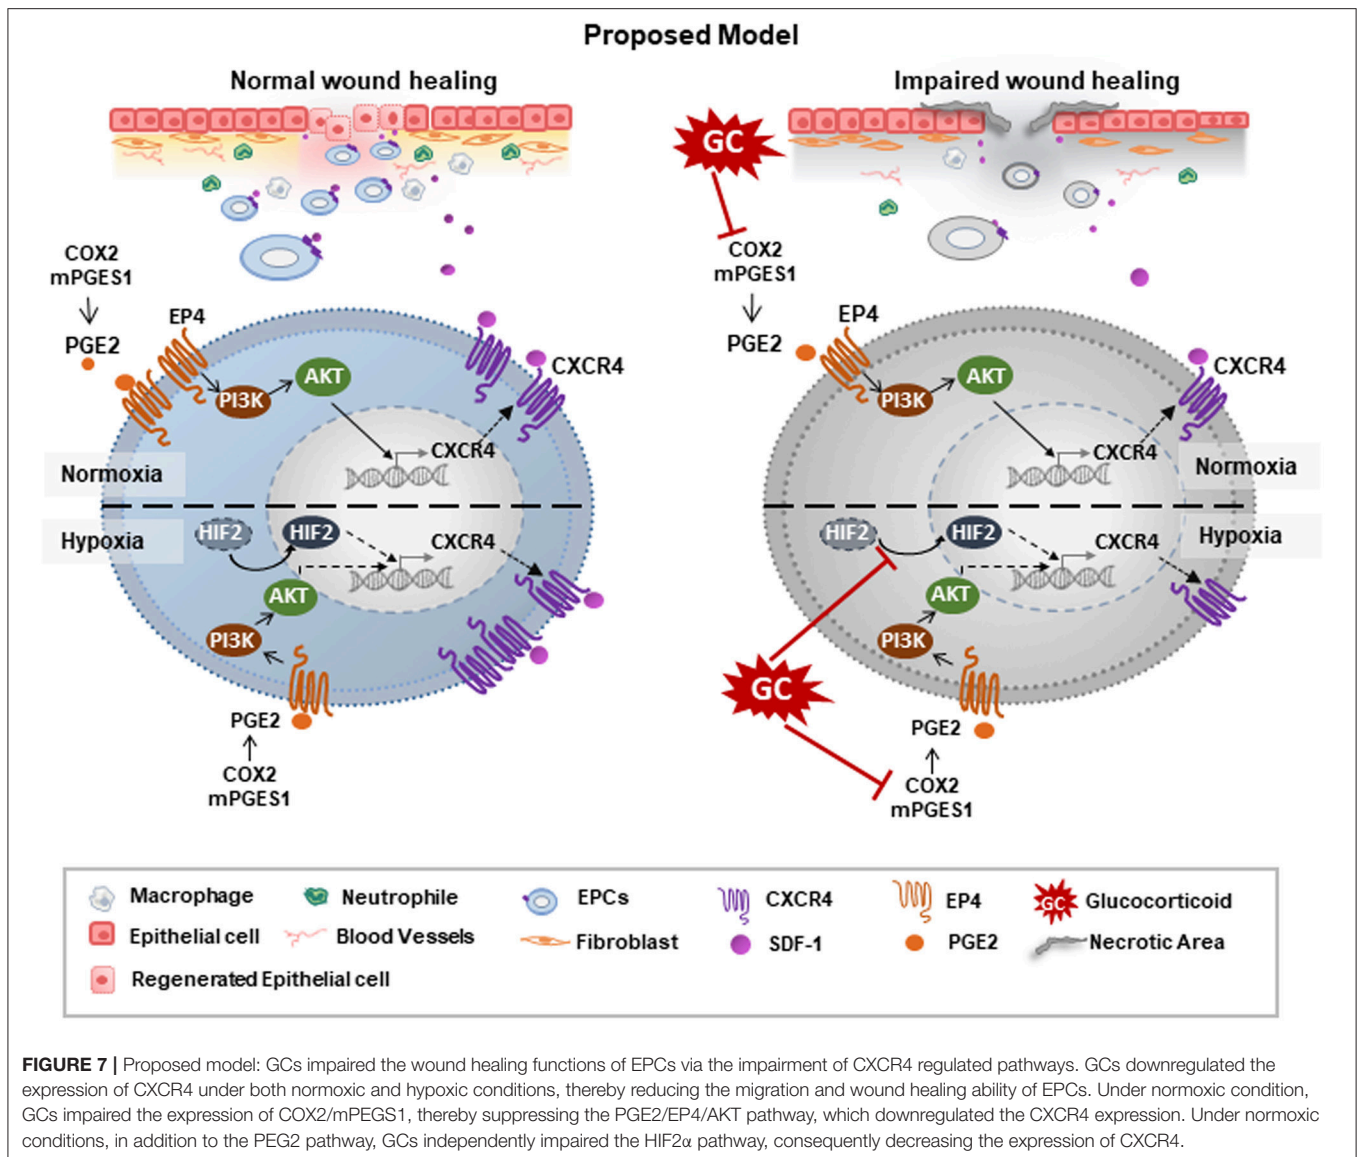 Proposed Model
Normal wound healing
Impaired wound healing
GC
COX2
mPGES1
PGE2
EP4
PI3K
AKT
CXCR4
CXCR4
Normoxia
Hypoxia
HIF2
HIF2
CXCR4
AKT
PI3K
PGE2
COX2
mPGES1
COX2
mPGES1
PGE2
EP4
PI3K
AKT
CXCR4
CXCR4
Normoxia
Hypoxia
HIF2
HIF2
CXCR4
AKT
PI3K
GC
PGE2
COX2
mPGES1
Macrophage
Neutrophile
EPCs
CXCR4
EP4
GC
Glucocorticoid
Epithelial cell
Blood Vessels
Fibroblast
SDF-1
PGE2
Necrotic Area
Regenerated Epithelial cell
FIGURE 7 | Proposed model: GCs impaired the wound healing functions of EPCs via the impairment of CXCR4 regulated pathways. GCs downregulated the
expression of CXCR4 under both normoxic and hypoxic conditions, thereby reducing the migration and wound healing ability of EPCs. Under normoxic condition,
GCs impaired the expression of COX2/mPEGS1, thereby suppressing the PGE2/EP4/AKT pathway, which downregulated the CXCR4 expression. Under normoxic
conditions, in addition to the PEG2 pathway, GCs independently impaired the HIF2α pathway, consequently decreasing the expression of CXCR4.